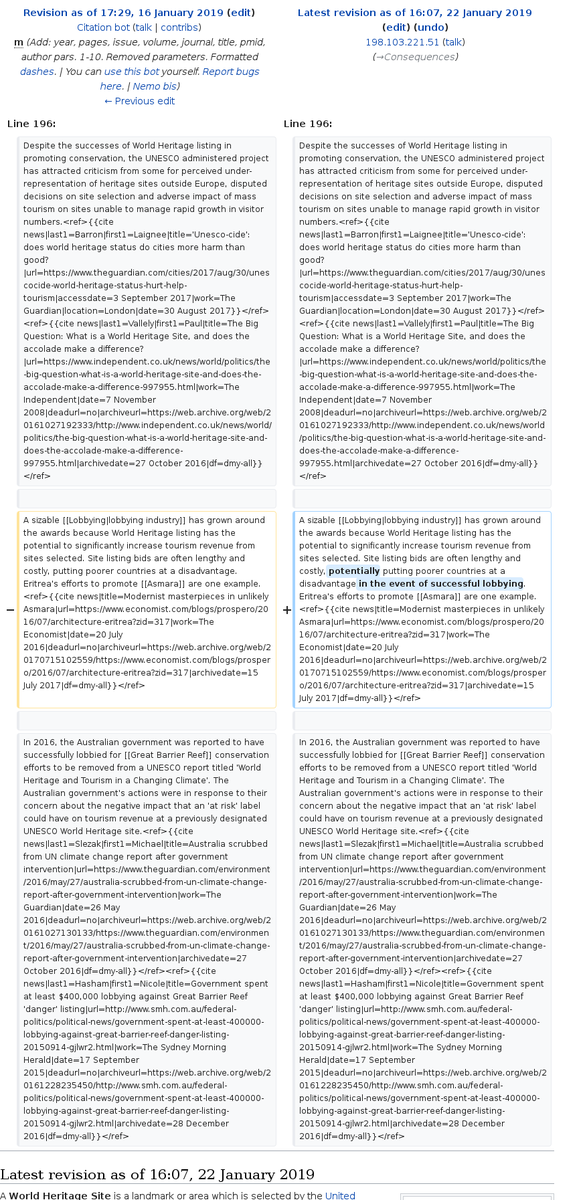 Revision as of 17:29, 16 January 2019 (edit)
Citation bot (talk | contribs)
m (Add: year, pages, issue, volume, journal, title, pmid,
author pars. 1-10. Removed parameters. Formatted
dashes. | You can use this bot yourself. Report bugs
here. | Nemo bis)
← Previous edit
Latest revision as of 16:07, 22 January 2019
(edit) (undo)
198.103.221.51 (talk)
(→Consequences)
Line 196:
Despite the successes of World Heritage listing in
promoting conservation, the UNESCO administered project
has attracted criticism from some for perceived under-
representation of heritage sites outside Europe, disputed
decisions on site selection and adverse impact of mass
tourism on sites unable to manage rapid growth in visitor
numbers.<ref>{{cite
news|last1=Barron|first1=Laignee|title='Unesco-cide':
does world heritage status do cities more harm than
good?
|url=https://www.theguardian.com/cities/2017/aug/30/unes
cocide-world-heritage-status-hurt-help-
tourism|accessdate=3 September 2017|work=The
Guardian|location=London|date=30 August 2017}}</ref>
<ref>{{cite news|last1=Vallely|first1=Paul|title=The Big
Question: What is a World Heritage Site, and does the
accolade make a difference?
|url=https://www.independent.co.uk/news/world/politics/the
-big-question-what-is-a-world-heritage-site-and-does-the-
accolade-make-a-difference-997955.html|work=The
Independent|date=7 November
2008|deadurl=no|archiveurl=https://web.archive.org/web/2
0161027192333/http://www.independent.co.uk/news/world/
politics/the-big-question-what-is-a-world-heritage-site-and-
does-the-accolade-make-a-difference-
997955.html|archivedate=27 October 2016|df=dmy-all}}
</ref>
− A sizable [[Lobbying|lobbying industry]] has grown around
the awards because World Heritage listing has the
potential to significantly increase tourism revenue from
sites selected. Site listing bids are often lengthy and
costly, putting poorer countries at a disadvantage.
Eritrea's efforts to promote [[Asmara]] are one example.
<ref>{{cite news|title=Modernist masterpieces in unlikely
Asmara|url=https://www.economist.com/blogs/prospero/20
16/07/architecture-eritrea?zid=317|work=The
Economist|date=20 July
2016|deadurl=no|archiveurl=https://web.archive.org/web/2
0170715102559/https://www.economist.com/blogs/prosper
o/2016/07/architecture-eritrea?zid=317|archivedate=15
July 2017|df=dmy-all}}</ref>
In 2016, the Australian government was reported to have
successfully lobbied for [[Great Barrier Reef]] conservation
efforts to be removed from a UNESCO report titled 'World
Heritage and Tourism in a Changing Climate'. The
Australian government's actions were in response to their
concern about the negative impact that an 'at risk' label
could have on tourism revenue at a previously designated
UNESCO World Heritage site.<ref>{{cite
news|last1=Slezak|first1=Michael|title=Australia scrubbed
from UN climate change report after government
intervention|url=https://www.theguardian.com/environment
/2016/may/27/australia-scrubbed-from-un-climate-change-
report-after-government-intervention|work=The
Guardian|date=26 May
2016|deadurl=no|archiveurl=https://web.archive.org/web/2
0161027130133/https://www.theguardian.com/environmen
t/2016/may/27/australia-scrubbed-from-un-climate-change-
report-after-government-intervention|archivedate=27
October 2016|df=dmy-all}}</ref><ref>{{cite
news|last1=Hasham|first1=Nicole|title=Government spent
at least $400,000 lobbying against Great Barrier Reef
'danger' listing|url=http://www.smh.com.au/federal-
politics/political-news/government-spent-at-least-400000-
lobbying-against-great-barrier-reef-danger-listing-
20150914-gjlwr2.html|work=The Sydney Morning
Herald|date=17 September
2015|deadurl=no|archiveurl=https://web.archive.org/web/2
0161228235450/http://www.smh.com.au/federal-
politics/political-news/government-spent-at-least-400000-
lobbying-against-great-barrier-reef-danger-listing-
20150914-gjlwr2.html|archivedate=28 December
2016|df=dmy-all}}</ref>
Line 196:
Despite the successes of World Heritage listing in
promoting conservation, the UNESCO administered project
has attracted criticism from some for perceived under-
representation of heritage sites outside Europe, disputed
decisions on site selection and adverse impact of mass
tourism on sites unable to manage rapid growth in visitor
numbers.<ref>{{cite
news|last1=Barron|first1=Laignee|title='Unesco-cide':
does world heritage status do cities more harm than
good?
|url=https://www.theguardian.com/cities/2017/aug/30/unes
cocide-world-heritage-status-hurt-help-
tourism|accessdate=3 September 2017|work=The
Guardian|location=London|date=30 August 2017}}</ref>
<ref>{{cite news|last1=Vallely|first1=Paul|title=The Big
Question: What is a World Heritage Site, and does the
accolade make a difference?
|url=https://www.independent.co.uk/news/world/politics/the
-big-question-what-is-a-world-heritage-site-and-does-the-
accolade-make-a-difference-997955.html|work=The
Independent|date=7 November
2008|deadurl=no|archiveurl=https://web.archive.org/web/2
0161027192333/http://www.independent.co.uk/news/world
/politics/the-big-question-what-is-a-world-heritage-site-and-
does-the-accolade-make-a-difference-
997955.html|archivedate=27 October 2016|df=dmy-all}}
</ref>
+ A sizable [[Lobbying|lobbying industry]] has grown around
the awards because World Heritage listing has the
potential to significantly increase tourism revenue from
sites selected. Site listing bids are often lengthy and
costly, potentially putting poorer countries at a
disadvantage in the event of successful lobbying.
Eritrea's efforts to promote [[Asmara]] are one example.
<ref>{{cite news|title=Modernist masterpieces in unlikely
Asmara|url=https://www.economist.com/blogs/prospero/20
16/07/architecture-eritrea?zid=317|work=The
Economist|date=20 July
2016|deadurl=no|archiveurl=https://web.archive.org/web/2
0170715102559/https://www.economist.com/blogs/prosper
o/2016/07/architecture-eritrea?zid=317|archivedate=15
July 2017|df=dmy-all}}</ref>
In 2016, the Australian government was reported to have
successfully lobbied for [[Great Barrier Reef]] conservation
efforts to be removed from a UNESCO report titled 'World
Heritage and Tourism in a Changing Climate'. The
Australian government's actions were in response to their
concern about the negative impact that an 'at risk' label
could have on tourism revenue at a previously designated
UNESCO World Heritage site.<ref>{{cite
news|last1=Slezak|first1=Michael|title=Australia scrubbed
from UN climate change report after government
intervention|url=https://www.theguardian.com/environment
/2016/may/27/australia-scrubbed-from-un-climate-change-
report-after-government-intervention|work=The
Guardian|date=26 May
2016|deadurl=no|archiveurl=https://web.archive.org/web/2
0161027130133/https://www.theguardian.com/environmen
t/2016/may/27/australia-scrubbed-from-un-climate-change-
report-after-government-intervention|archivedate=27
October 2016|df=dmy-all}}</ref><ref>{{cite
news|last1=Hasham|first1=Nicole|title=Government spent
at least $400,000 lobbying against Great Barrier Reef
'danger' listing|url=http://www.smh.com.au/federal-
politics/political-news/government-spent-at-least-400000-
lobbying-against-great-barrier-reef-danger-listing-
20150914-gjlwr2.html|work=The Sydney Morning
Herald|date=17 September
2015|deadurl=no|archiveurl=https://web.archive.org/web/2
0161228235450/http://www.smh.com.au/federal-
politics/political-news/government-spent-at-least-400000-
lobbying-against-great-barrier-reef-danger-listing-
20150914-gjlwr2.html|archivedate=28 December
2016|df=dmy-all}}</ref>
Latest revision as of 16:07, 22 January 2019
A World Heritage Site is a landmark or area which is selected by the United